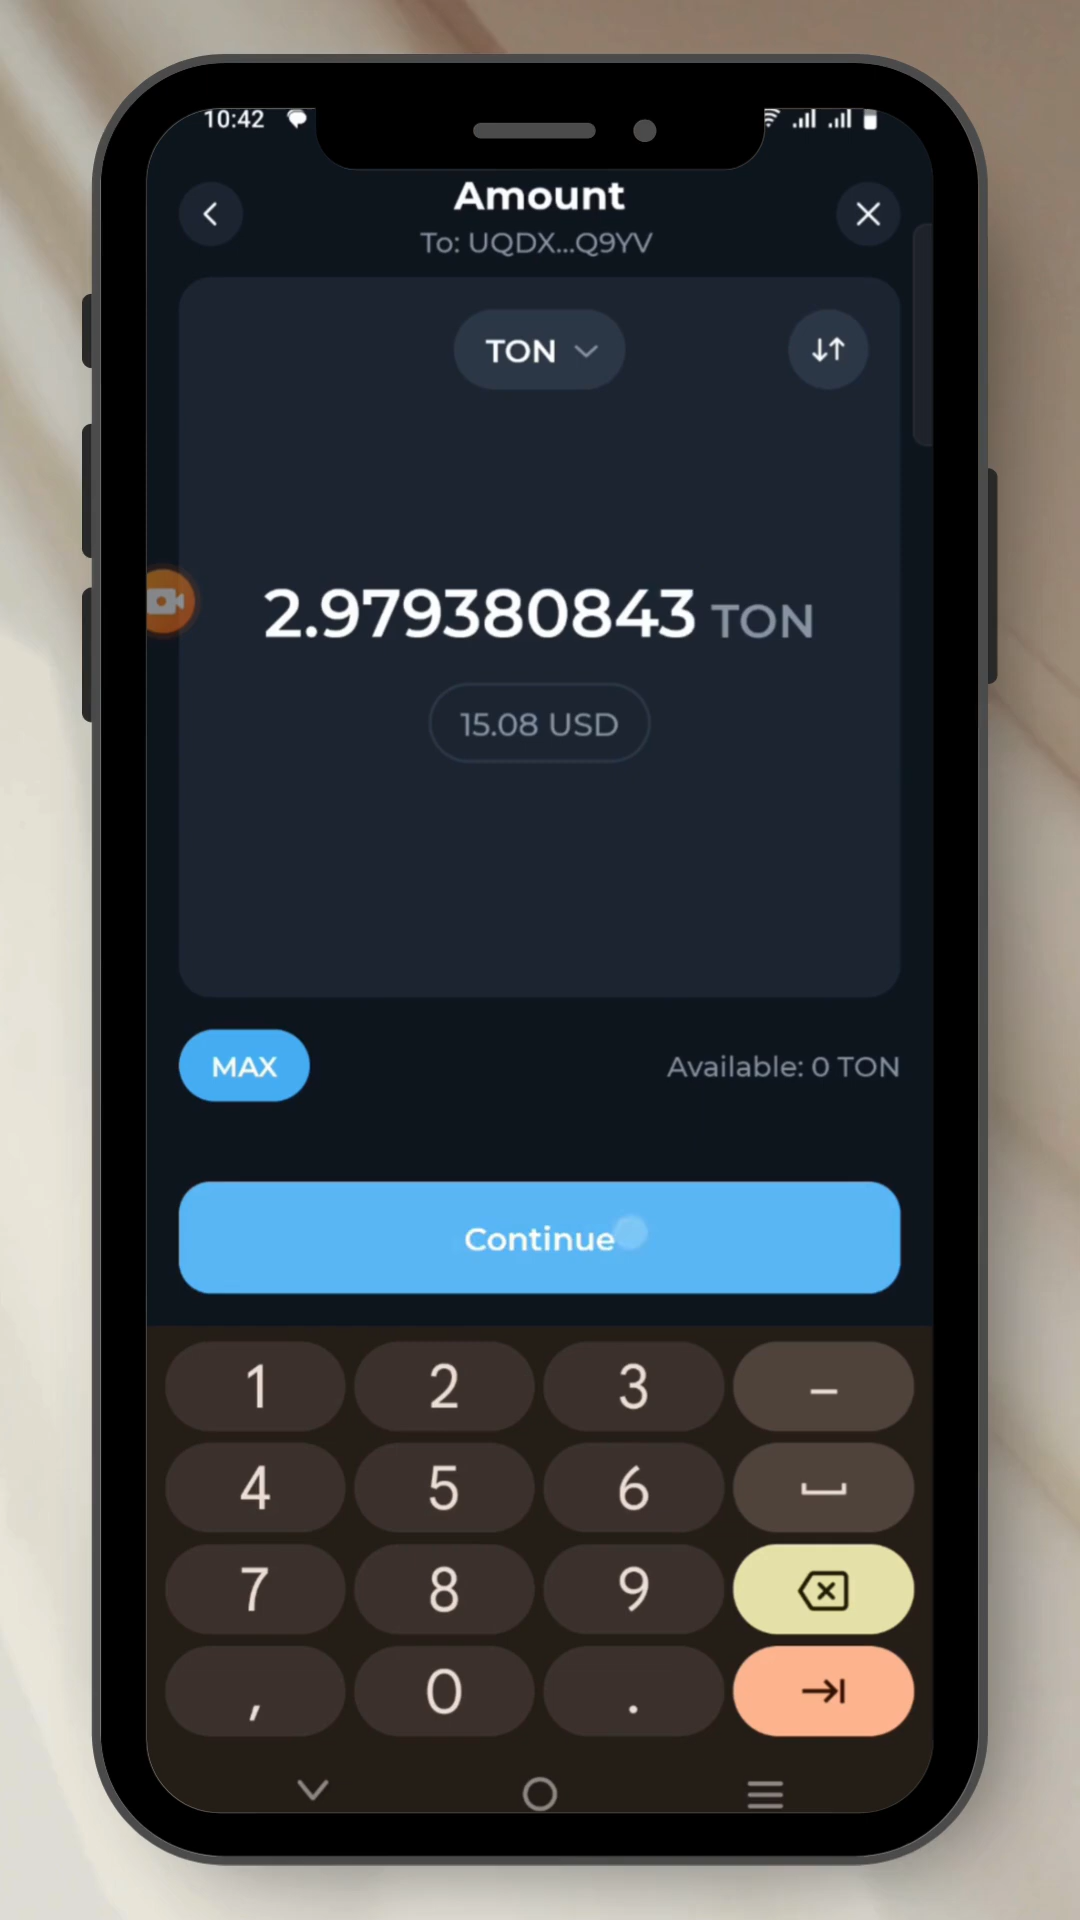 10:42
Amount
To: UQDX...Q9YV
TON
2.979380843 TON
15.08 USD
MAX
Available: 0 TON
Continue
1 2 3 –
4 5 6
7 8 9
, 0 .